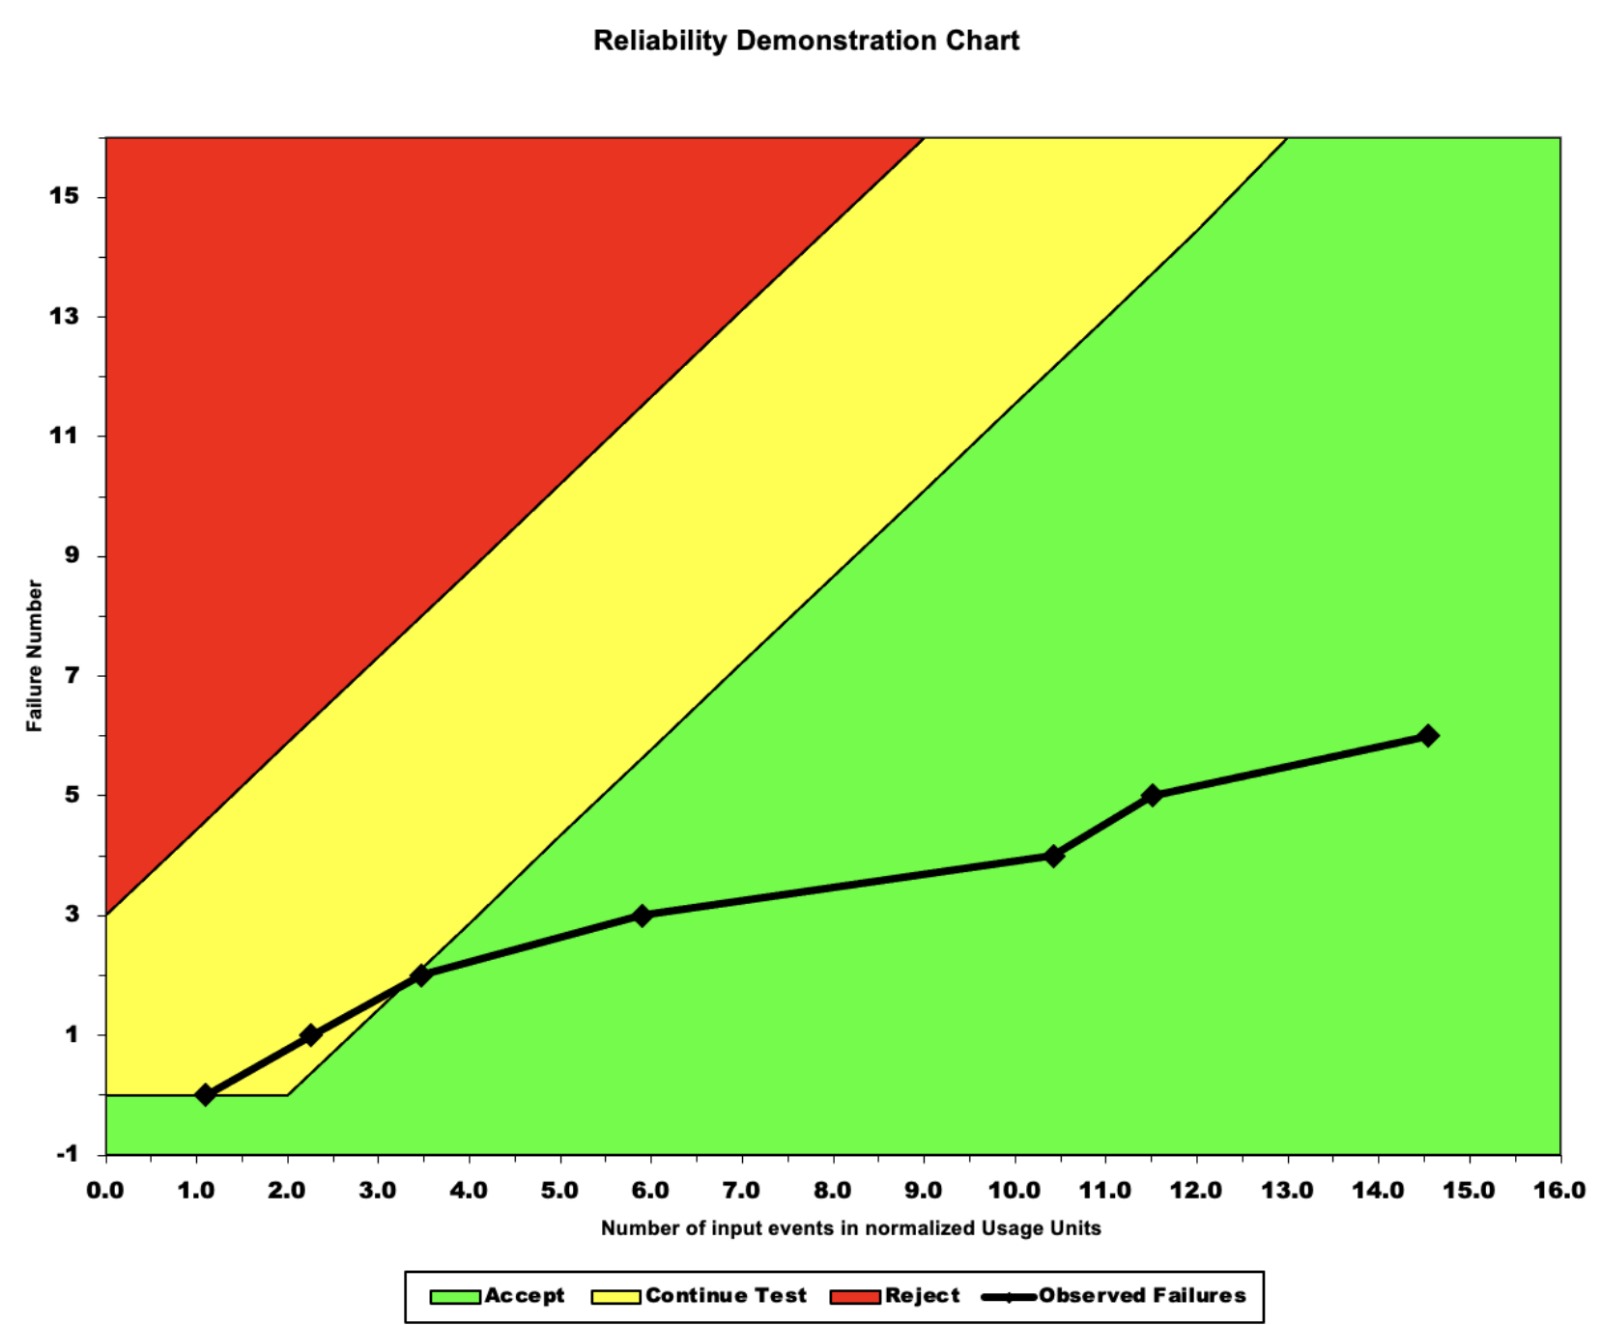 Reliability Demonstration Chart
15
13
11
9
7
5
3
1
-1
Failure Number
0.0 1.0 2.0 3.0 4.0 5.0 6.0 7.0 8.0 9.0 10.0 11.0 12.0 13.0 14.0 15.0 16.0
Number of input events in normalized Usage Units
Accept Continue Test Reject Observed Failures